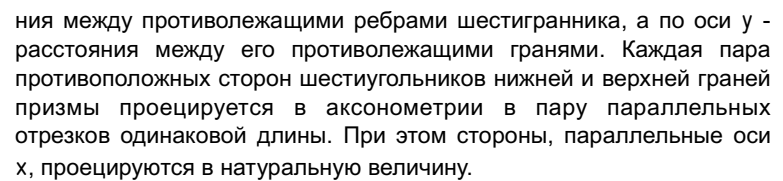 ния между противолежащими ребрами шестигранника, а по оси y -
расстояния между его противолежащими гранями. Каждая пара
противоположных сторон шестиугольников нижней и верхней граней
призмы проецируется в аксонометрии в пару параллельных
отрезков одинаковой длины. При этом стороны, параллельные оси
x, проецируются в натуральную величину.